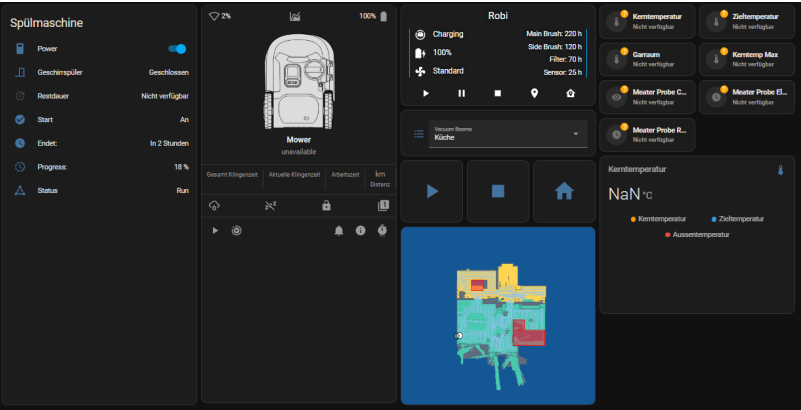 Spülmaschine
Power
Geschirrspüler Geschlossen
Restdauer Nicht verfügbar
Start An
Endet: In 2 Stunden
Progress: 18 %
Status Run
2% 100%
Mower
unavailable
Gesamt Klingenzeit Aktuelle Klingenzeit Arbeitszeit km
Distanz
Robi
Charging Main Brush: 220 h
100% Side Brush: 120 h
Filter: 70 h
Standard Sensor: 25 h
Vacuum Rooms
Küche
Kerntemperatur
Nicht verfügbar
Zieltemperatur
Nicht verfügbar
Garraum
Nicht verfügbar
Kerntemp Max
Nicht verfügbar
Meater Probe C...
Nicht verfügbar
Meater Probe El...
Nicht verfügbar
Meater Probe R...
Nicht verfügbar
Kerntemperatur
NaN °C
Kerntemperatur Zieltemperatur
Aussentemperatur